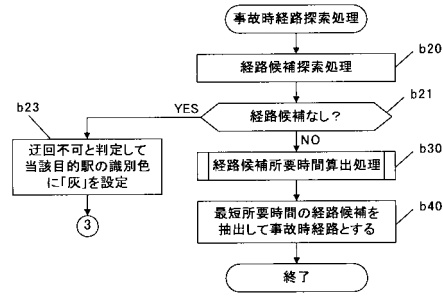 事故時経路探索処理
b20
経路候補探索処理
b21
経路候補なし?
YES
NO
b23
迂回不可と判定して
当該目的駅の識別色
に「灰」を設定
3
b30
経路候補所要時間算出処理
b40
最短所要時間の経路候補を
抽出して事故時経路とする
終了